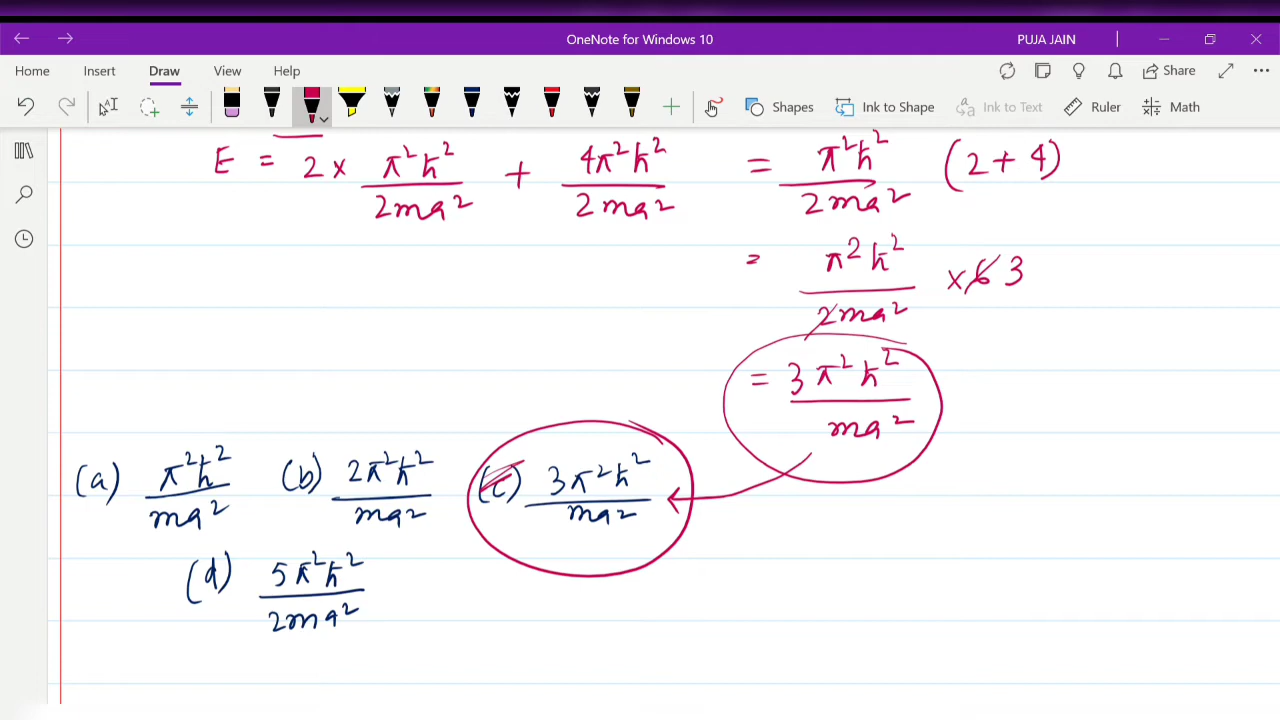 OneNote for Windows 10
PUJA JAIN
Home Insert Draw View Help
Share
Shapes Ink to Shape Ink to Text Ruler Math
E = 2 × π²ħ²/2ma² + 4π²ħ²/2ma² = π²ħ²/2ma² (2 + 4)
= π²ħ²/2ma² × 6 3
= 3π²ħ²/ma²
(a) π²ħ²/ma² (b) 2π²ħ²/ma² (c) 3π²ħ²/ma²
(d) 5π²ħ²/2ma²